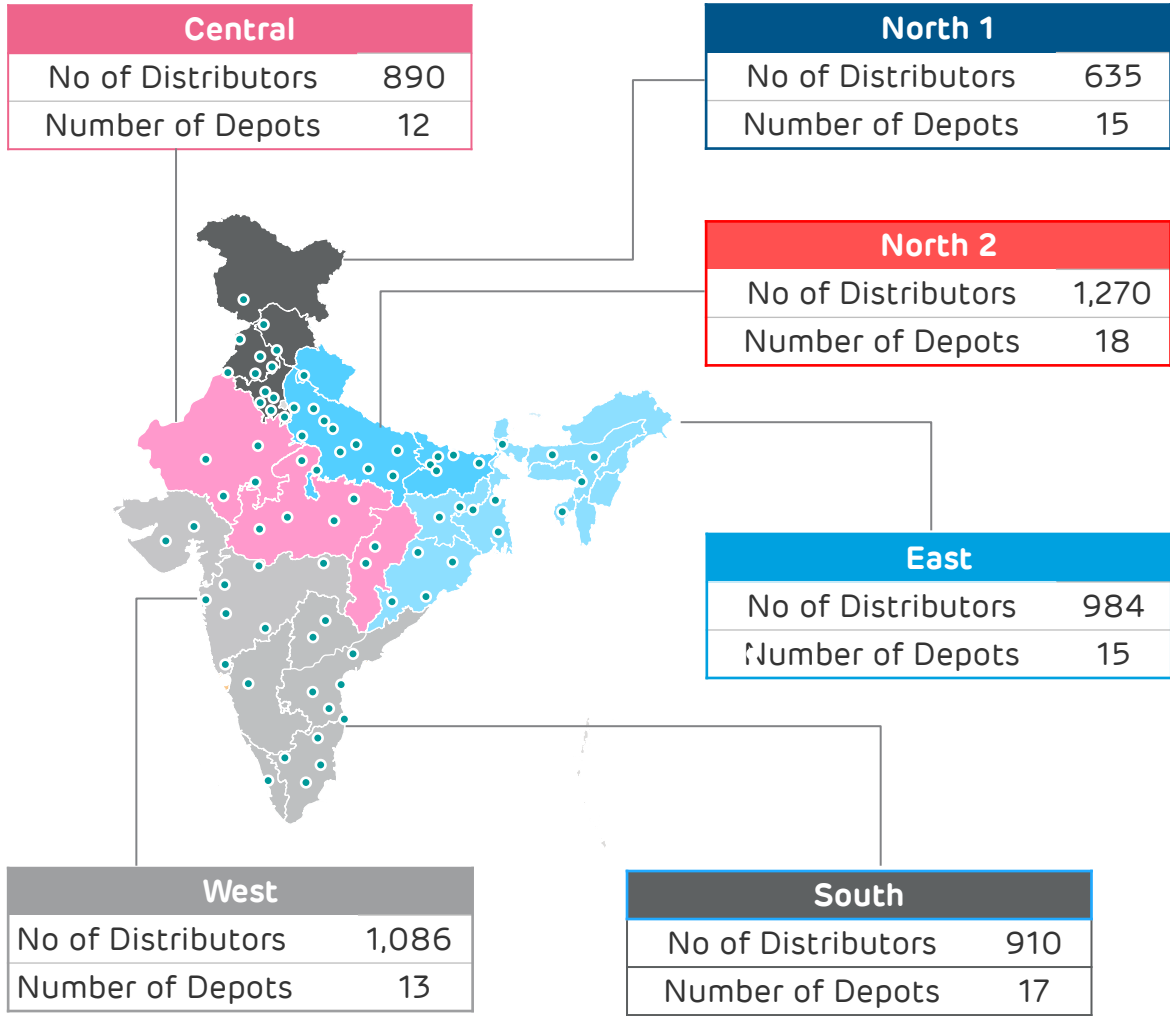 Central
No of Distributors 890
Number of Depots 12
North 1
No of Distributors 635
Number of Depots 15
North 2
No of Distributors 1,270
Number of Depots 18
East
No of Distributors 984
Number of Depots 15
West
No of Distributors 1,086
Number of Depots 13
South
No of Distributors 910
Number of Depots 17